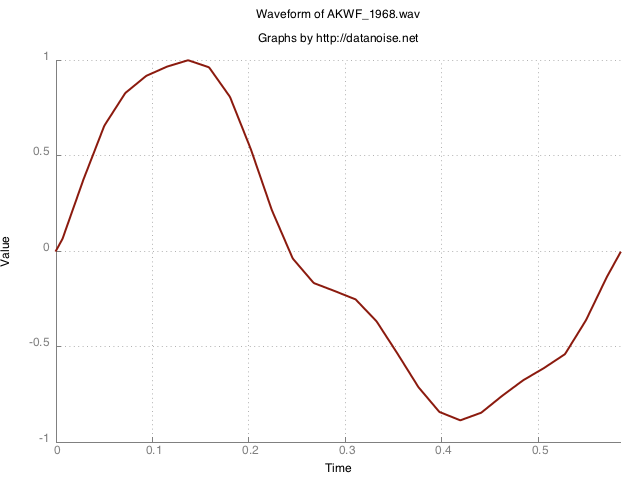 Waveform of AKWF_1968.wav
Graphs by http://datanoise.net
1
0.5
0
-0.5
-1
Value
0 0.1 0.2 0.3 0.4 0.5
Time